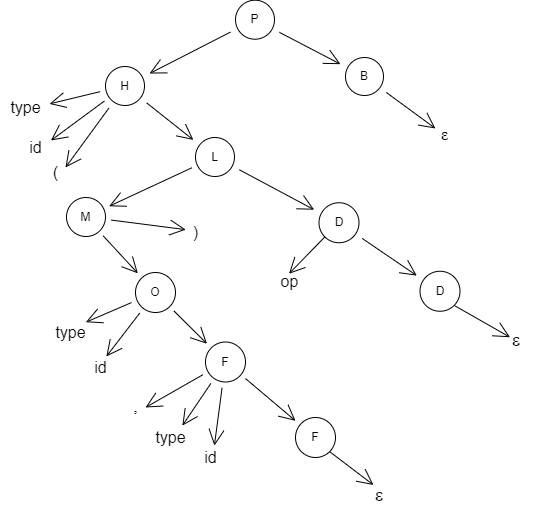 P
H
B
type
ε
id
L
(
M
D
)
op
O
D
type
ε
id
F
,
type
F
id
ε